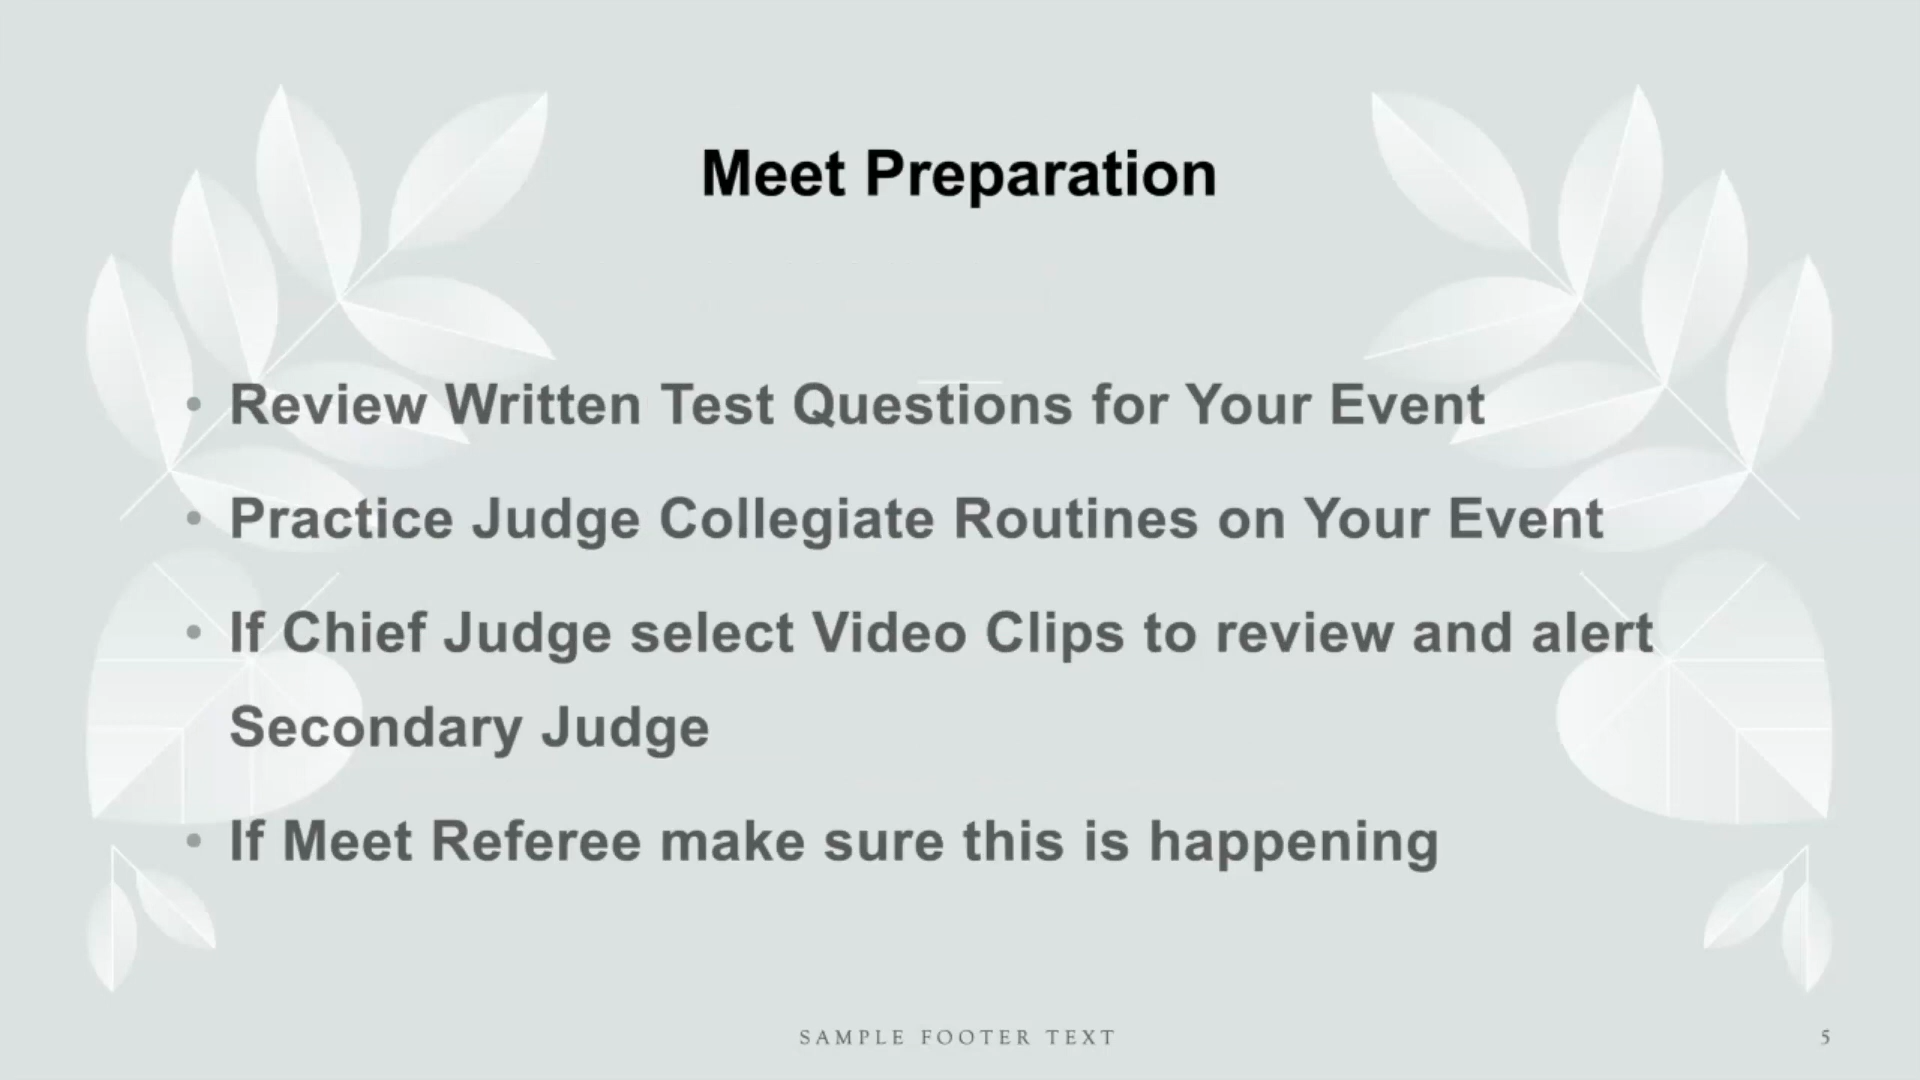 Meet Preparation
• Review Written Test Questions for Your Event
• Practice Judge Collegiate Routines on Your Event
• If Chief Judge select Video Clips to review and alert
Secondary Judge
• If Meet Referee make sure this is happening
SAMPLE FOOTER TEXT
5